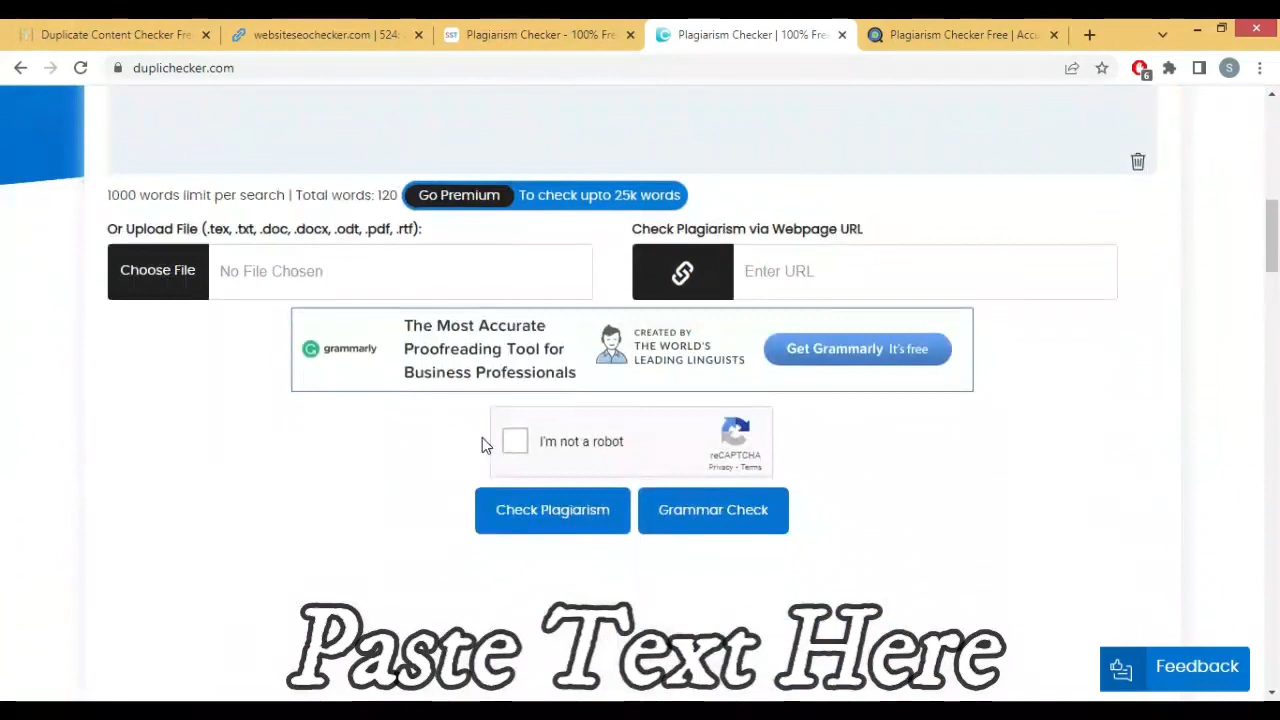 Duplicate Content Checker Fre
websiteseochecker.com | 524:
SST
Plagiarism Checker - 100% Fre
Plagiarism Checker | 100% Fre
Plagiarism Checker Free | Accu
duplichecker.com
6
S
1000 words limit per search | Total words: 120
Go Premium To check upto 25k words
Or Upload File (.tex, .txt, .doc, .docx, .odt, .pdf, .rtf):
Check Plagiarism via Webpage URL
Choose File
No File Chosen
Enter URL
grammarly
The Most Accurate
Proofreading Tool for
Business Professionals
CREATED BY
THE WORLD'S
LEADING LINGUISTS
Get Grammarly It's free
I'm not a robot
reCAPTCHA
Privacy - Terms
Check Plagiarism
Grammar Check
Paste Text Here
Feedback